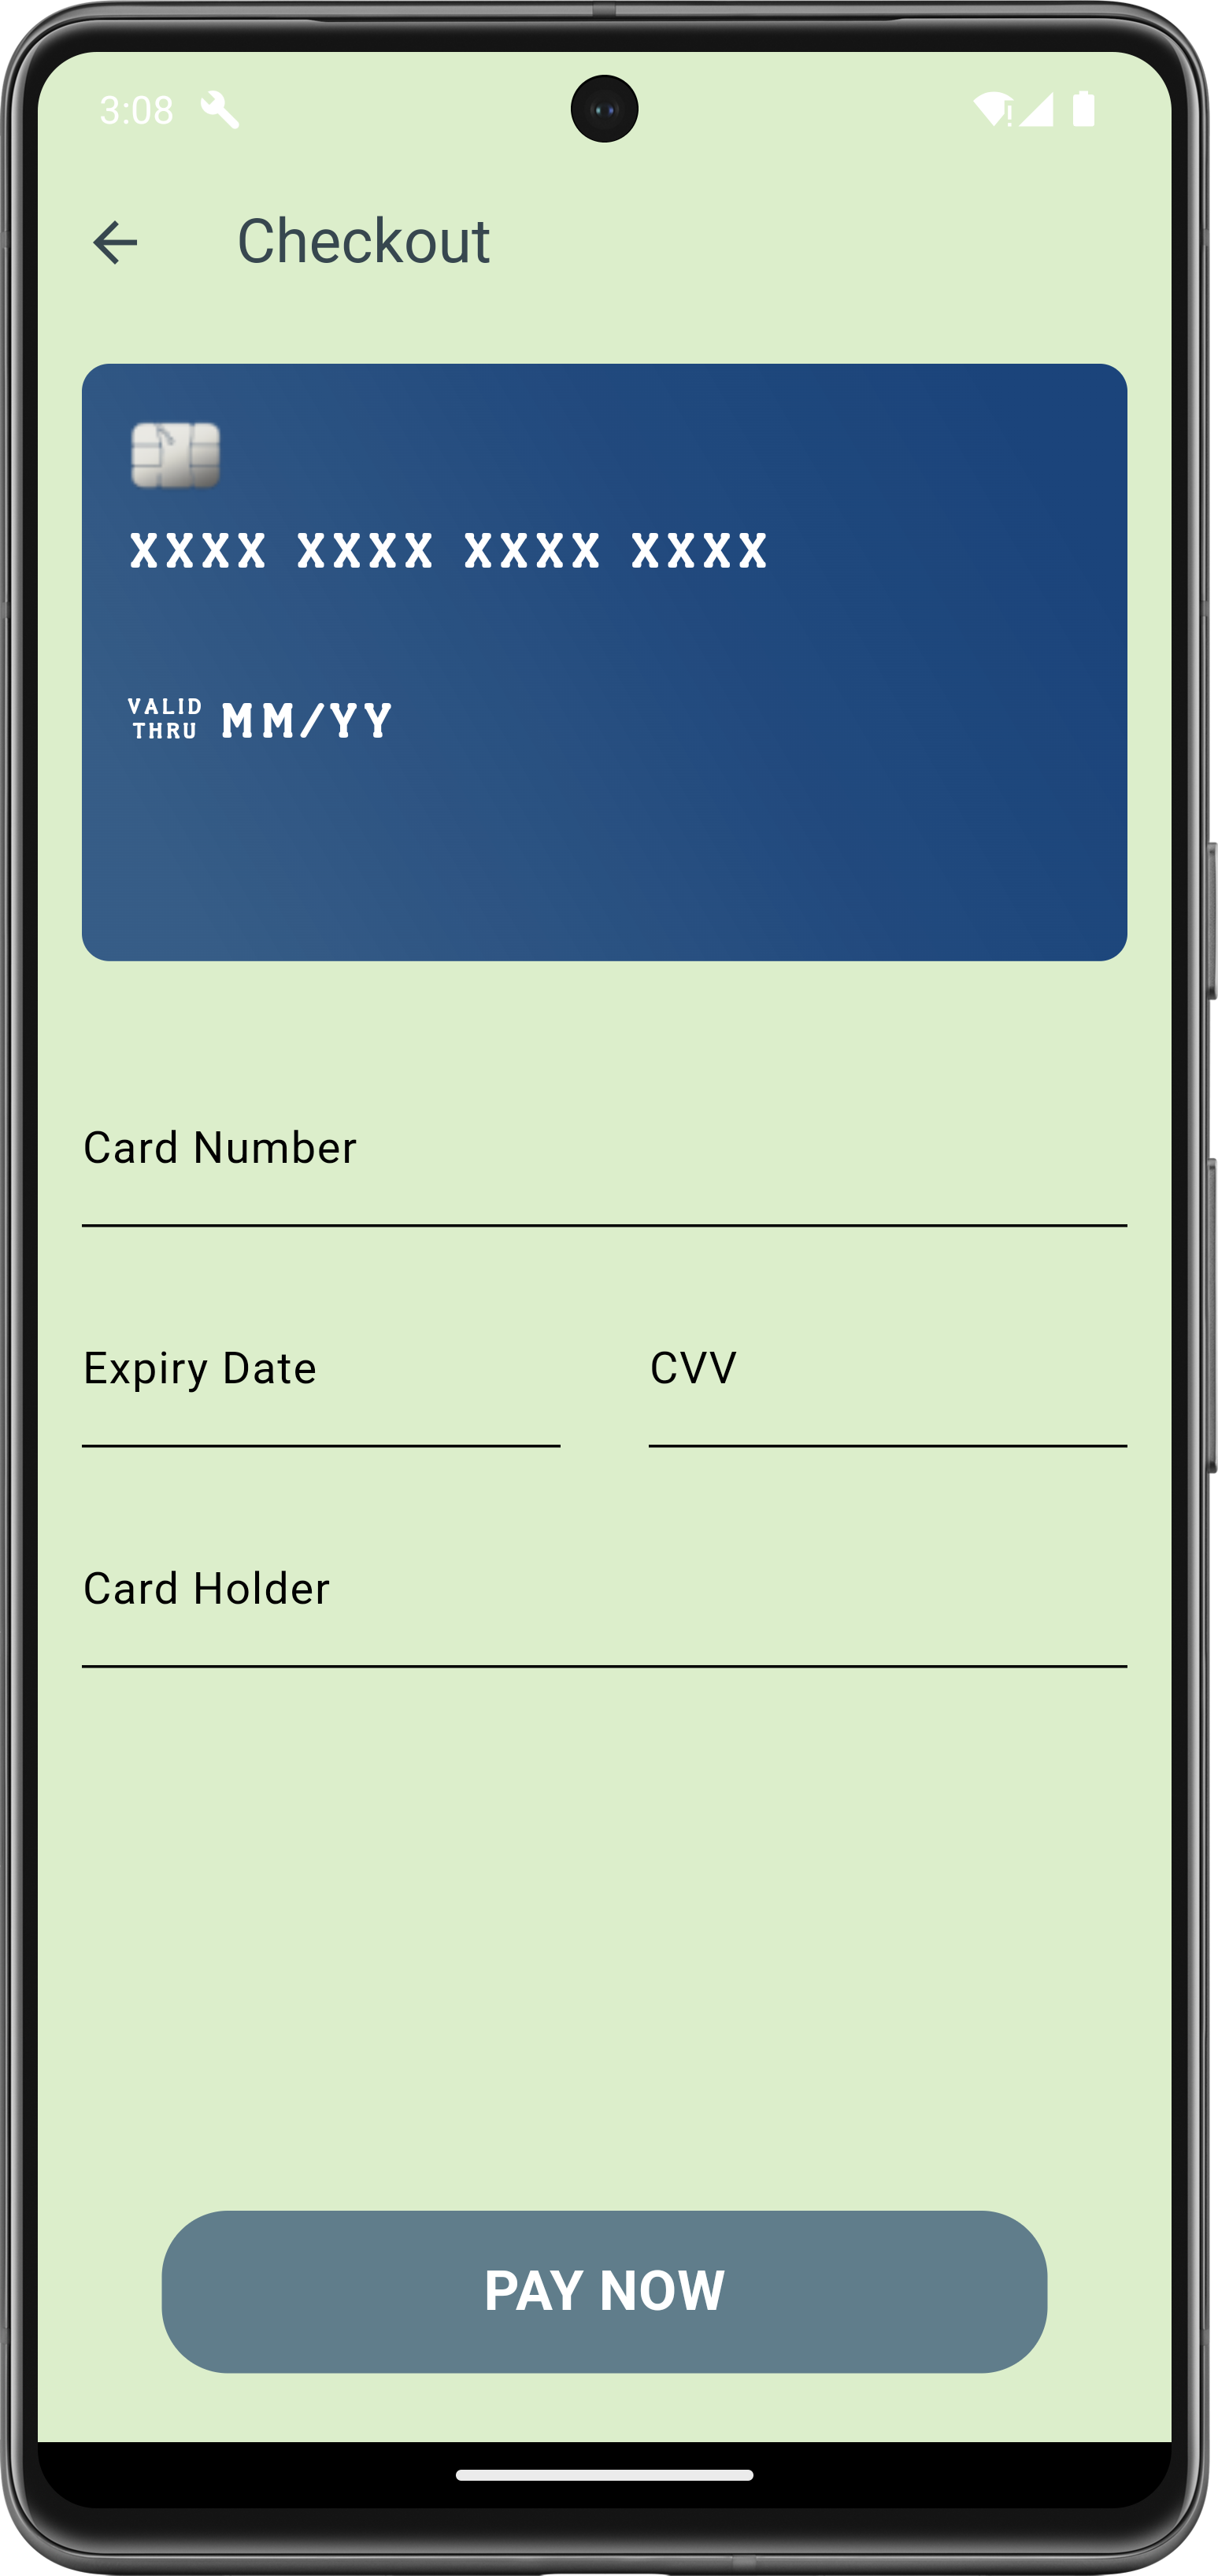 3:08
Checkout
XXXX XXXX XXXX XXXX
VALID
THRU MM/YY
Card Number
Expiry Date CVV
Card Holder
PAY NOW